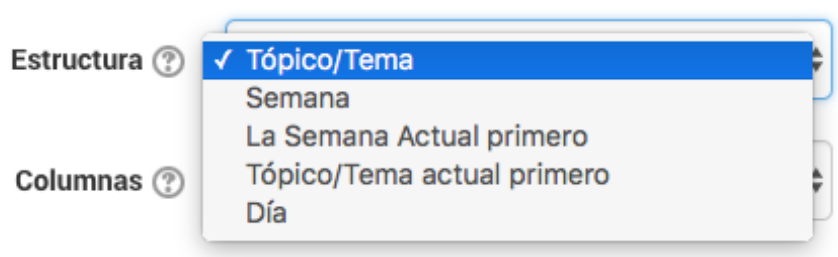 Estructura
✓ Tópico/Tema
Semana
La Semana Actual primero
Tópico/Tema actual primero
Día
Columnas